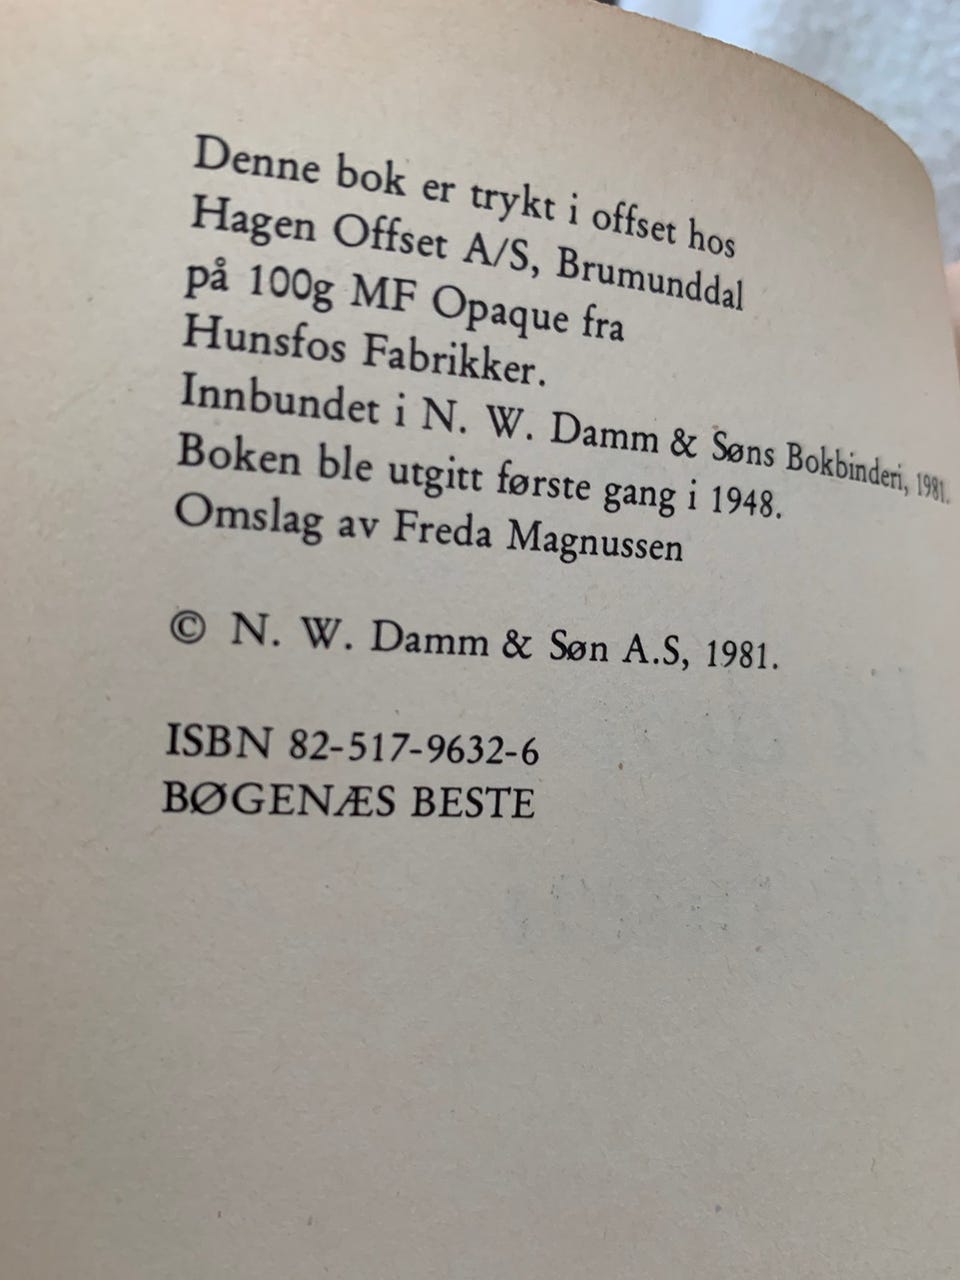 Denne bok er trykt i offset hos
Hagen Offset A/S, Brumunddal
på 100g MF Opaque fra
Hunsfos Fabrikker.
Innbundet i N. W. Damm & Søns Bokbinderi, 1981.
Boken ble utgitt første gang i 1948.
Omslag av Freda Magnussen
© N. W. Damm & Søn A.S, 1981.
ISBN 82-517-9632-6
BØGENÆS BESTE